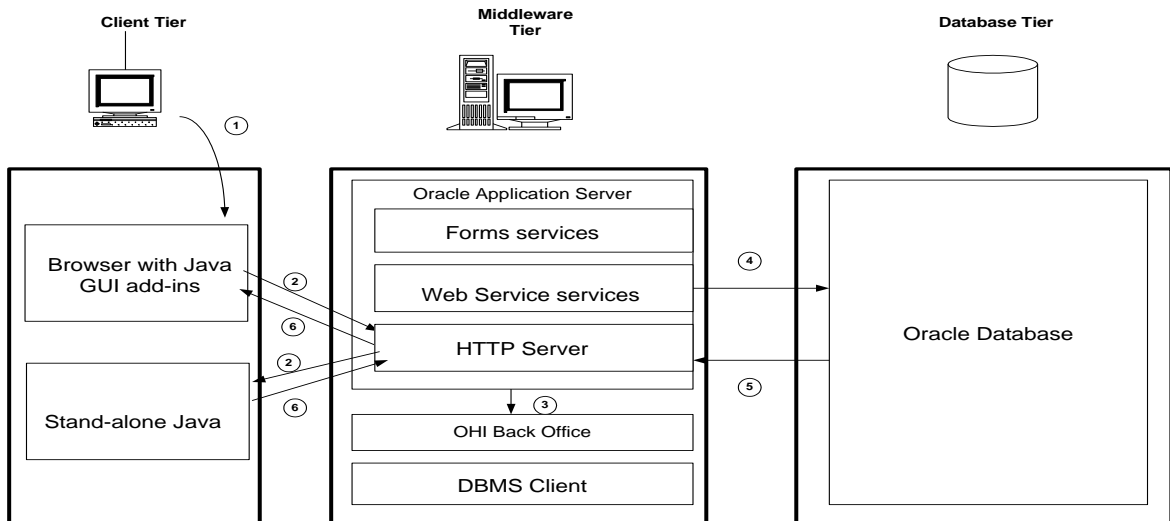 Client Tier
Middleware
Tier
Database Tier
1
Oracle Application Server
Forms services
Browser with Java
GUI add-ins
2
4
Web Service services
6
HTTP Server
Oracle Database
2
5
6
3
Stand-alone Java
OHI Back Office
DBMS Client